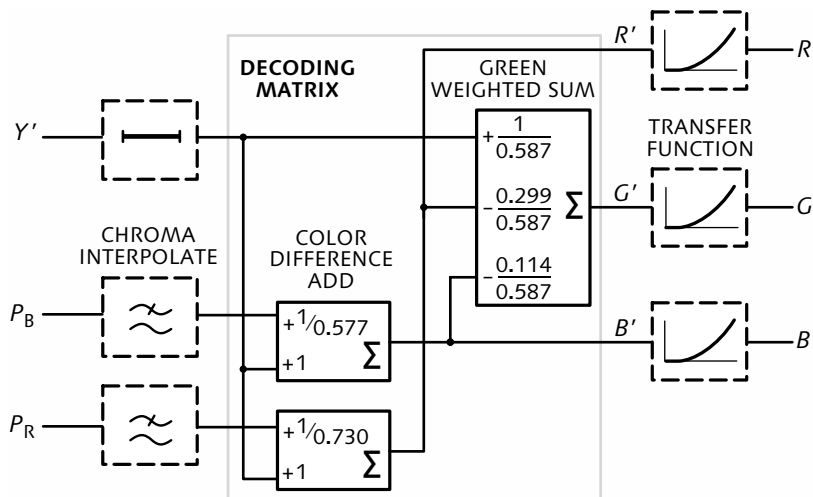 R′
R
DECODING
MATRIX
GREEN
WEIGHTED SUM
Y′
+ 1/0.587
TRANSFER
FUNCTION
− 0.299/0.587
Σ
G′
G
CHROMA
INTERPOLATE
COLOR
DIFFERENCE
ADD
− 0.114/0.587
PB
+1/0.577
+1
Σ
B′
B
PR
+1/0.730
+1
Σ